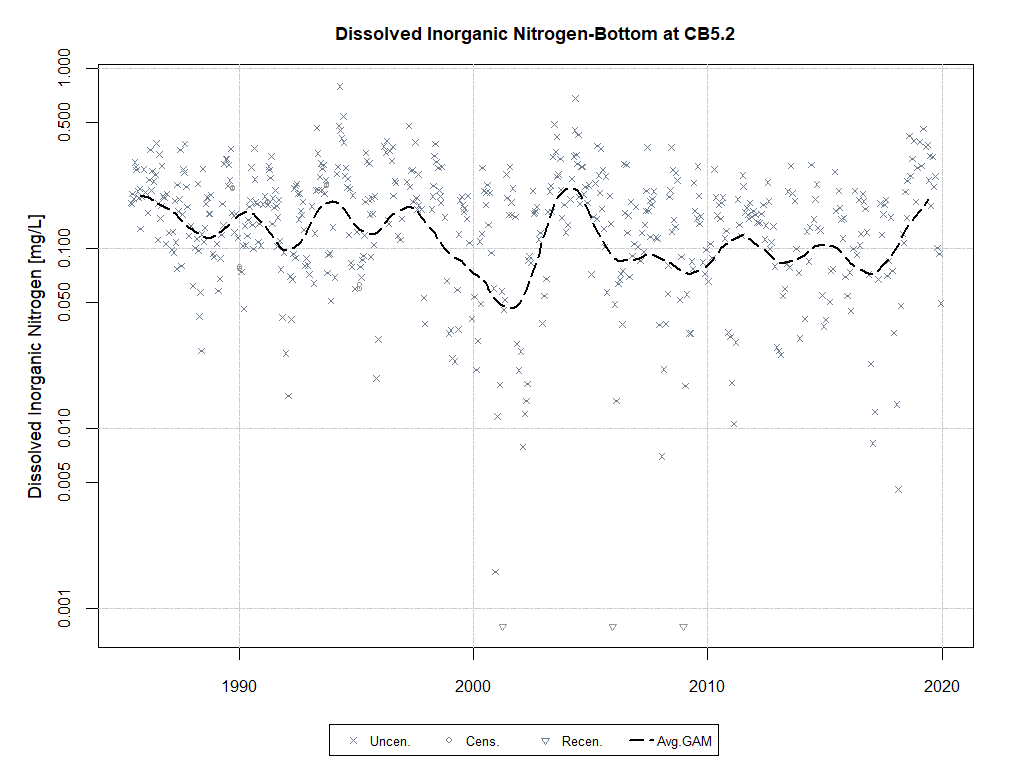 Dissolved Inorganic Nitrogen-Bottom at CB5.2
Dissolved Inorganic Nitrogen [mg/L]
1.000
0.500
0.100
0.050
0.010
0.005
0.001
1990 2000 2010 2020
Uncen. Cens. Recen. Avg.GAM